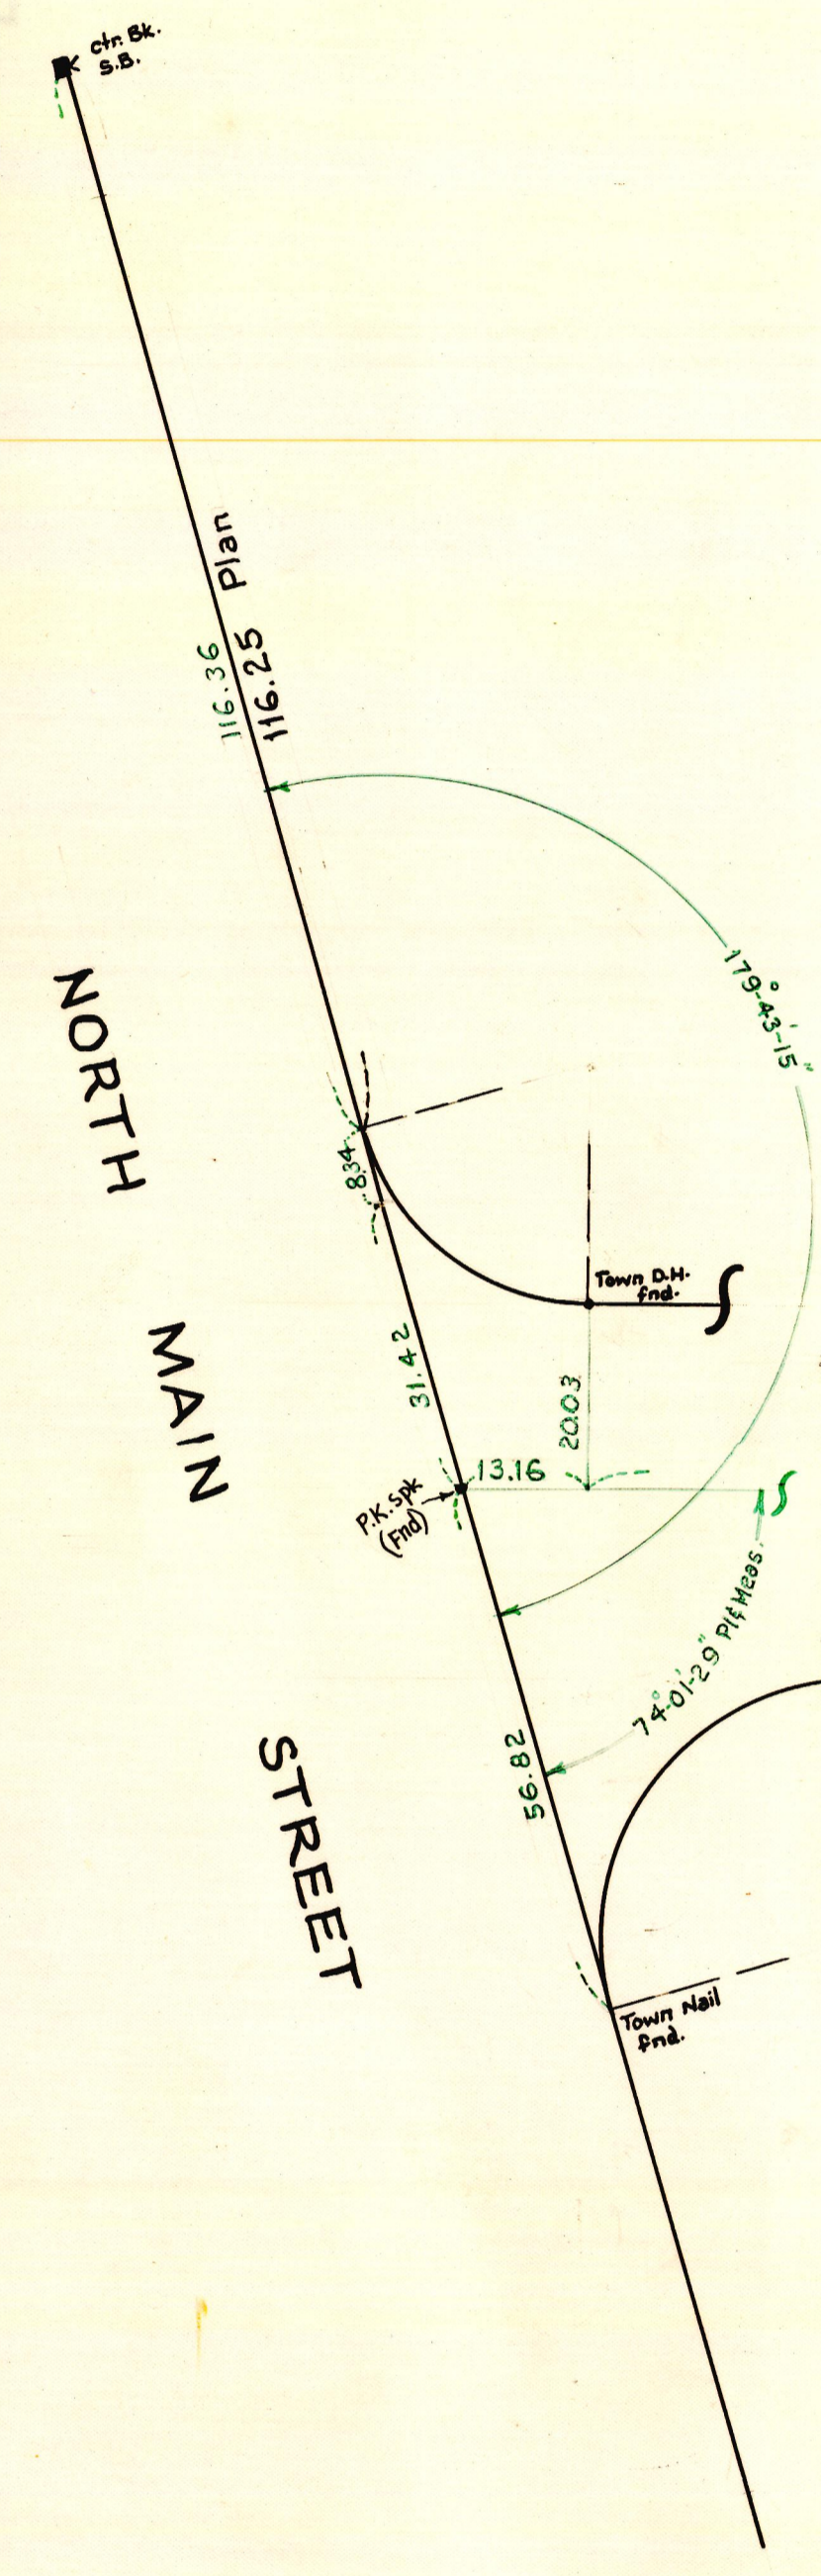 ctr. Bk.
S.B.
Plan
116.36
116.25
179°-43'-15"
NORTH
8.34
Town D.H.
fnd.
MAIN
31.42
20.03
13.16
P.K. Spk
(Fnd)
74°-01'-29" Pl & Meas.
56.82
STREET
Town Nail
fnd.